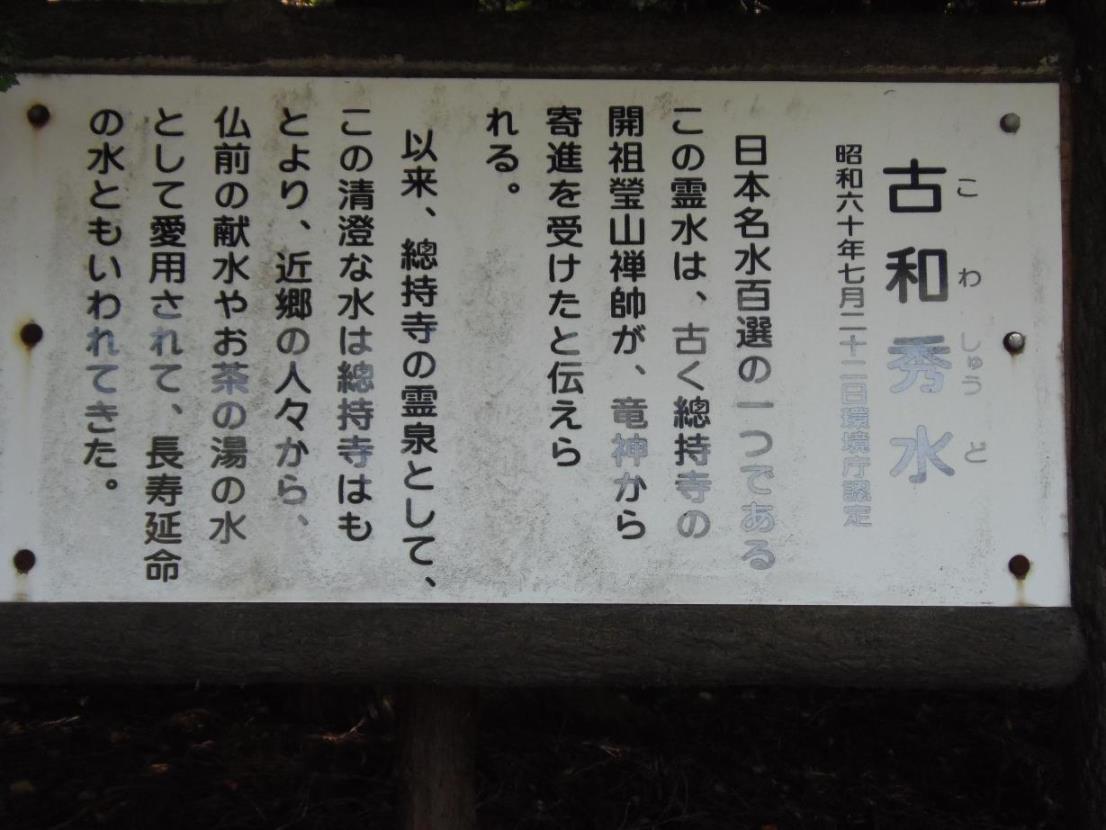 古和秀水
こわしゅうど
昭和六十年七月二十二日環境庁認定
日本名水百選の一つである
この霊水は、古く總持寺の
開祖瑩山禅師が、竜神から
寄進を受けたと伝えら
れる。
以来、總持寺の霊泉として、
この清澄な水は總持寺はも
とより、近郷の人々から、
仏前の献水やお茶の湯の水
として愛用されて、長寿延命
の水ともいわれてきた。